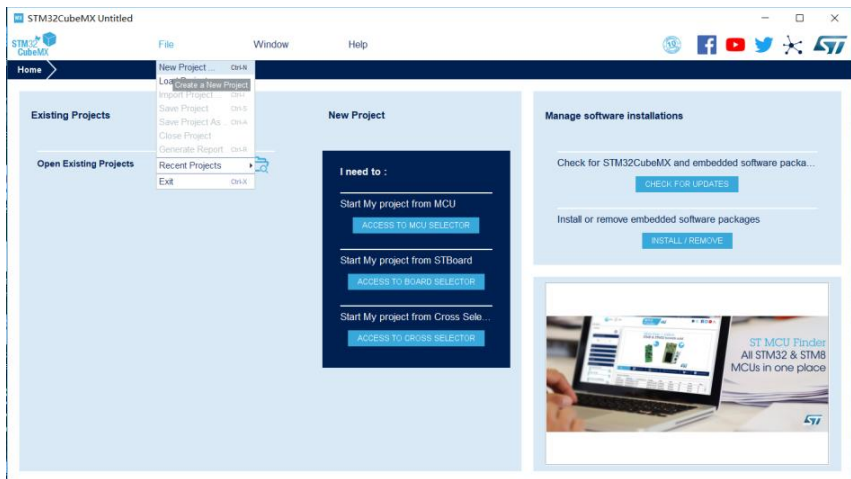 STM32CubeMX Untitled
STM32
CubeMX
File
Window
Help
Home
New Project ... Ctrl-N
Create a New Project
Import Project ... Ctrl-I
Save Project Ctrl-S
Save Project As .. Ctrl-A
Close Project
Generate Report Ctrl-R
Recent Projects
Exit Ctrl-X
Existing Projects
Open Existing Projects
New Project
I need to :
Start My project from MCU
ACCESS TO MCU SELECTOR
Start My project from STBoard
ACCESS TO BOARD SELECTOR
Start My project from Cross Sele...
ACCESS TO CROSS SELECTOR
Manage software installations
Check for STM32CubeMX and embedded software packa...
CHECK FOR UPDATES
Install or remove embedded software packages
INSTALL / REMOVE
ST MCU Finder
All STM32 & STM8
MCUs in one place